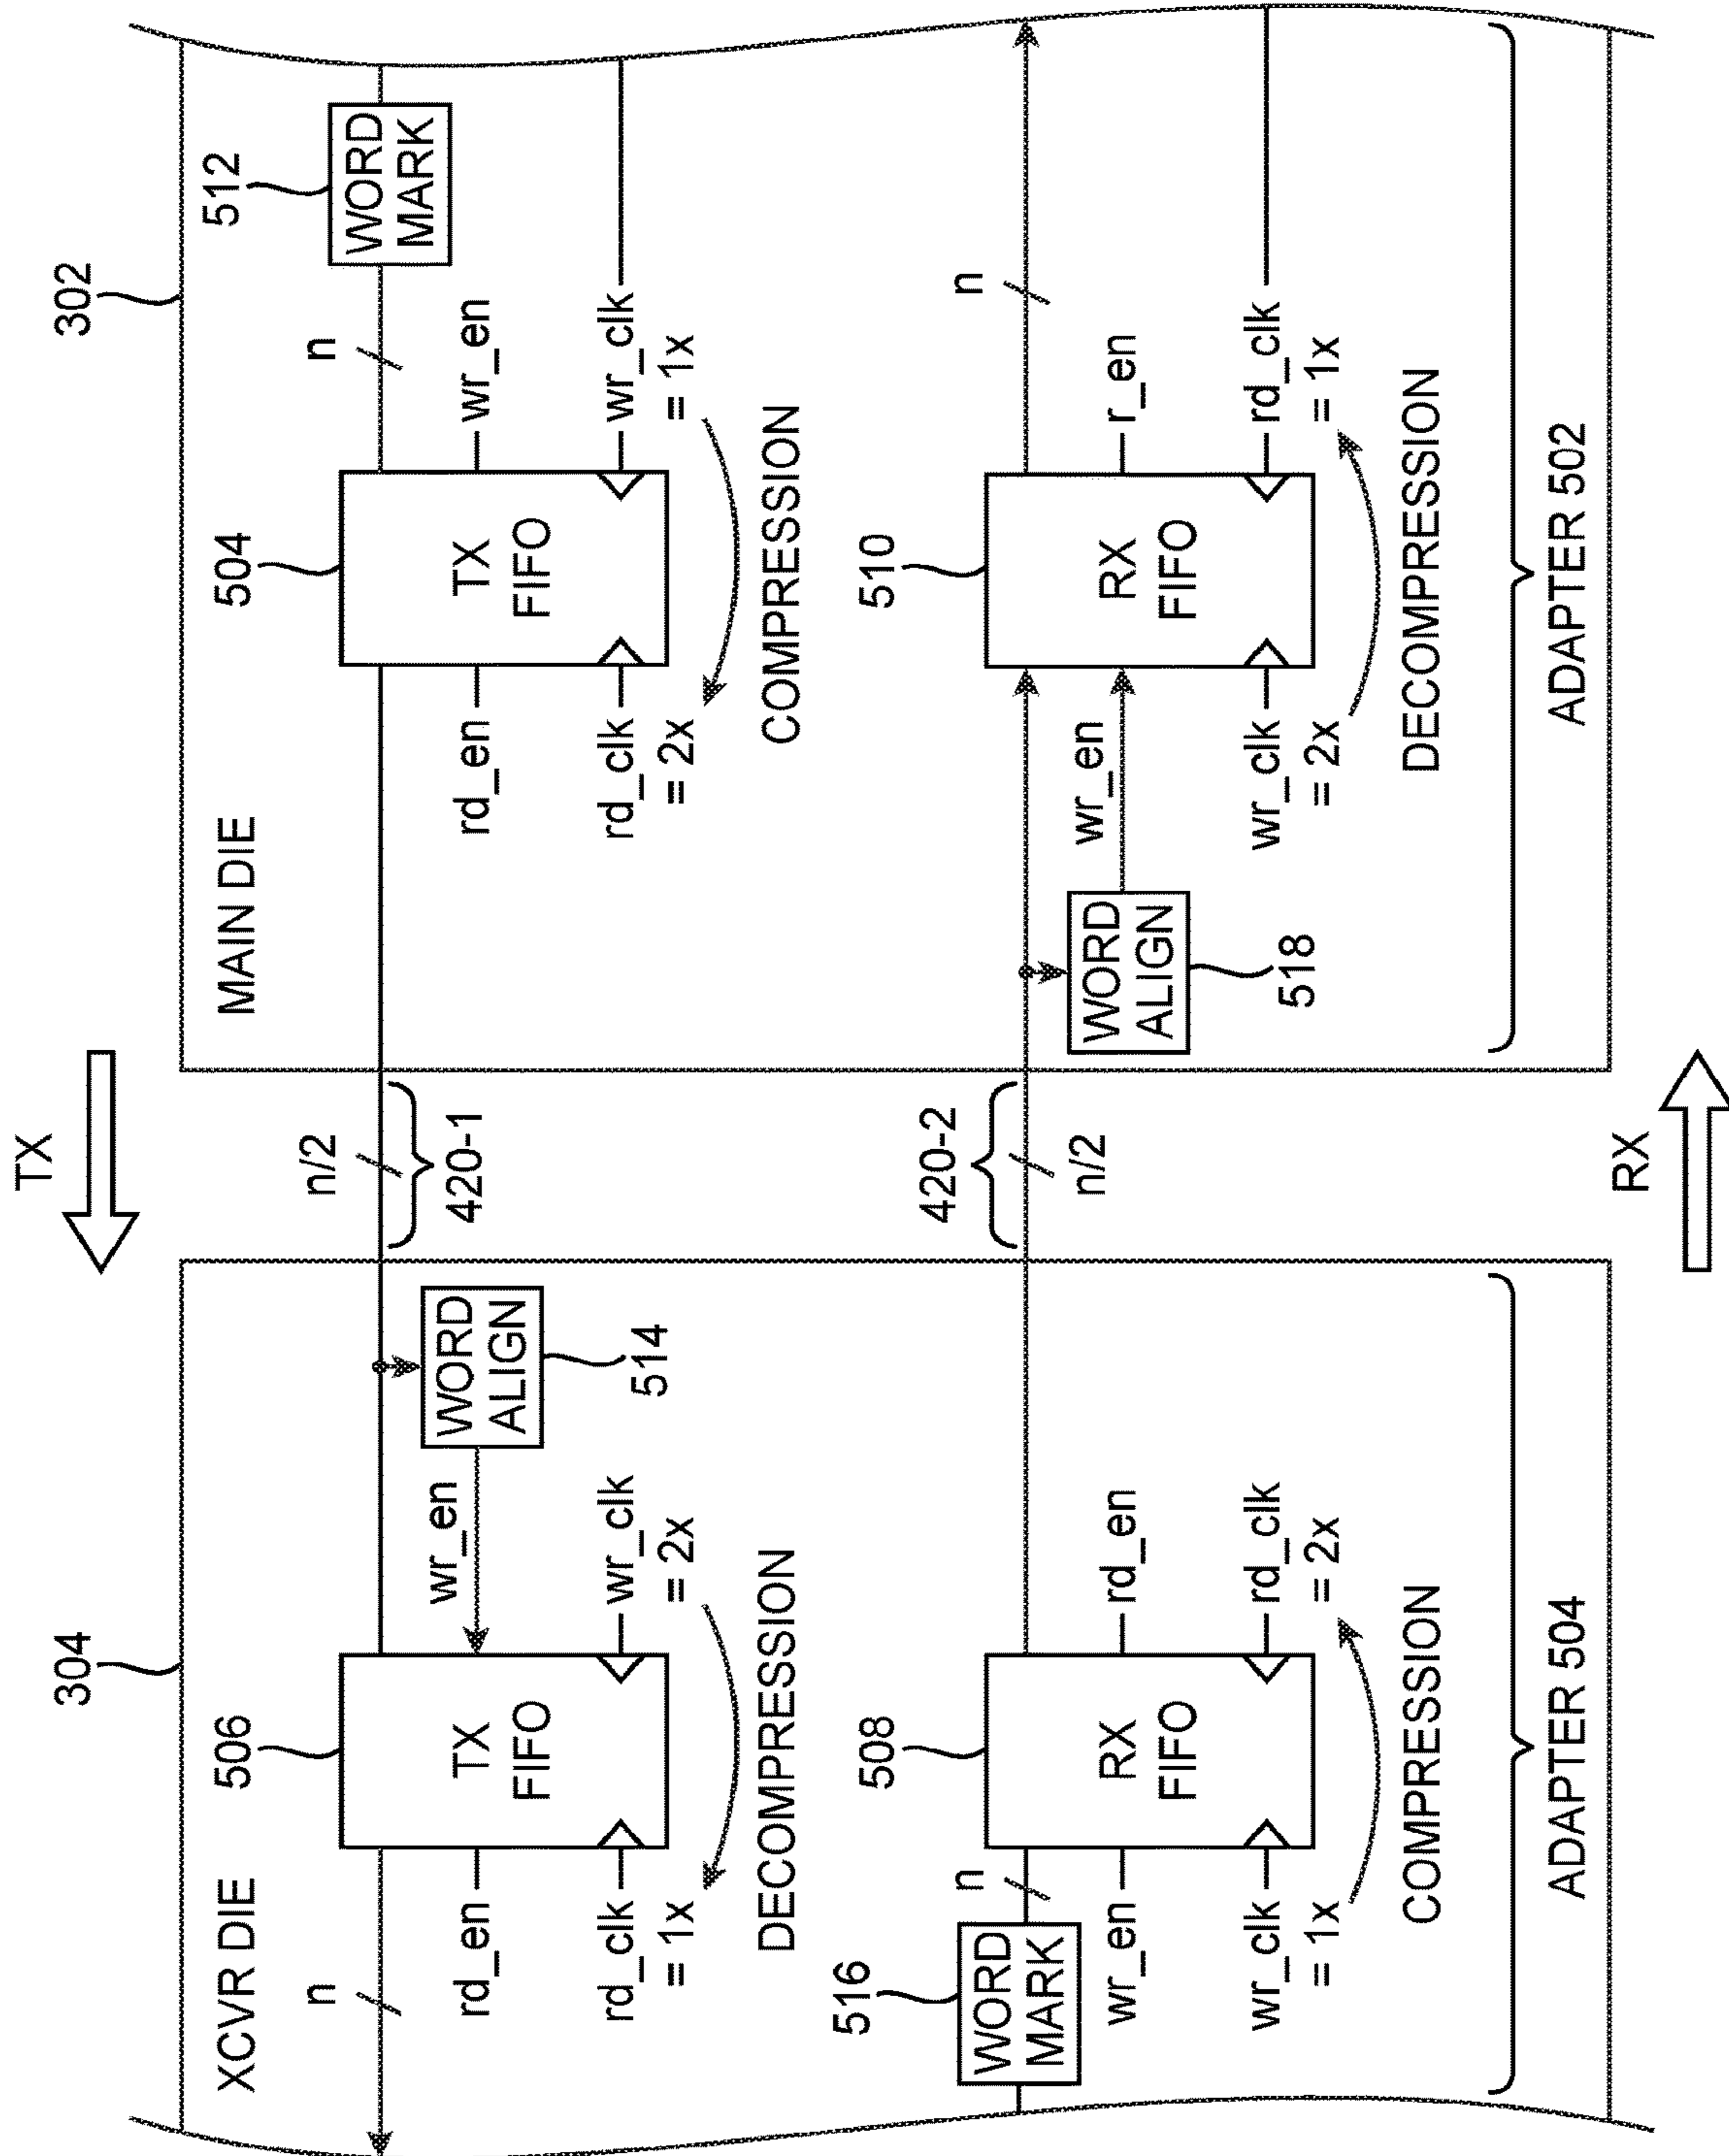 TX
304
302
XCVR DIE
MAIN DIE
n
506
TX
FIFO
rd_en
rd_clk
= 1x
wr_en
wr_clk
= 2x
DECOMPRESSION
WORD
ALIGN
514
n/2
420-1
504
TX
FIFO
rd_en
rd_clk
= 2x
n
wr_en
wr_clk
= 1x
COMPRESSION
512
WORD
MARK
516
WORD
MARK
n
508
RX
FIFO
wr_en
wr_clk
= 1x
rd_en
rd_clk
= 2x
COMPRESSION
ADAPTER 504
420-2
n/2
WORD
ALIGN
518
wr_en
wr_clk
= 2x
510
RX
FIFO
n
r_en
rd_clk
= 1x
DECOMPRESSION
ADAPTER 502
RX